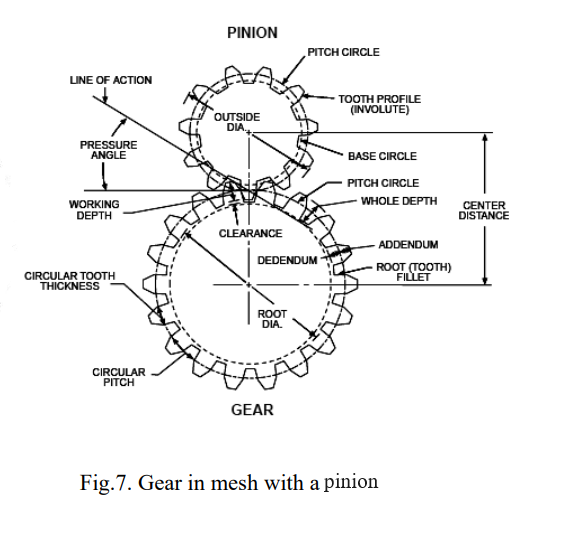 PINION
PITCH CIRCLE
LINE OF ACTION
TOOTH PROFILE
(INVOLUTE)
OUTSIDE
DIA.
PRESSURE
ANGLE
BASE CIRCLE
PITCH CIRCLE
WHOLE DEPTH
WORKING
DEPTH
CENTER
DISTANCE
CLEARANCE
ADDENDUM
DEDENDUM
ROOT (TOOTH)
FILLET
CIRCULAR TOOTH
THICKNESS
ROOT
DIA.
CIRCULAR
PITCH
GEAR
Fig.7. Gear in mesh with a pinion